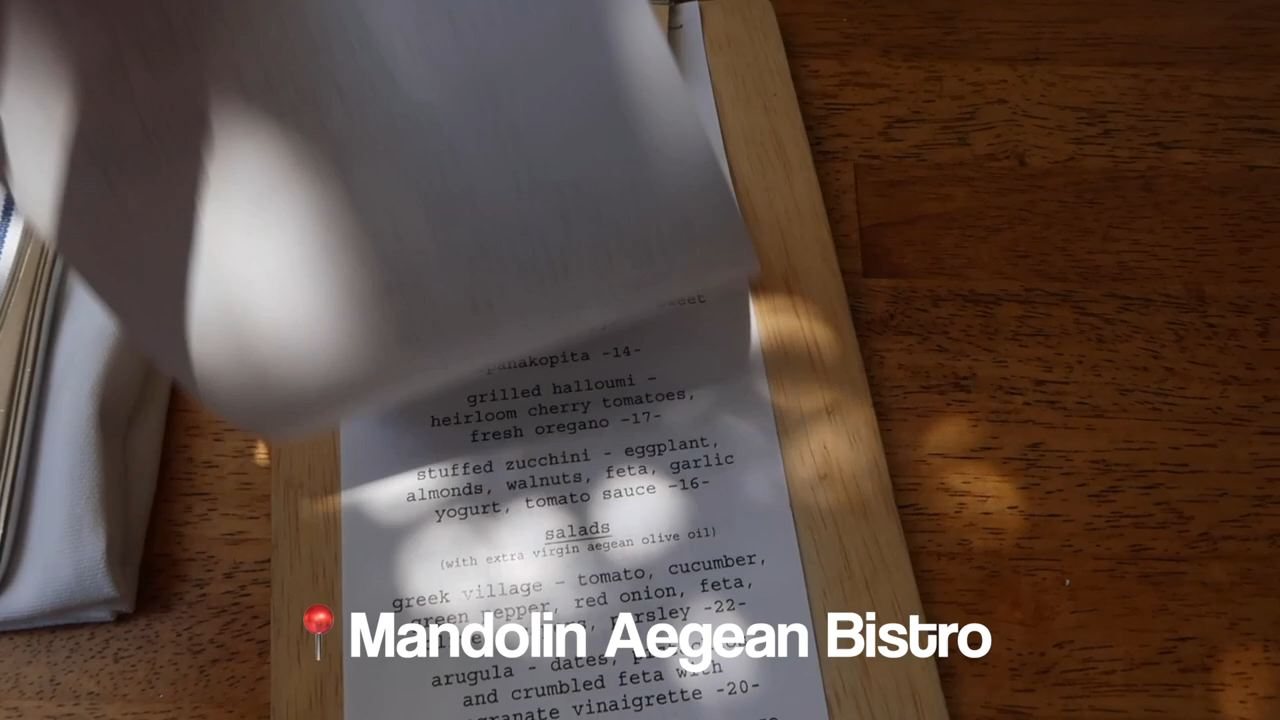 -14-
grilled halloumi –
heirloom cherry tomatoes,
fresh oregano -17-
stuffed zucchini – eggplant,
almonds, walnuts, feta, garlic
yogurt, tomato sauce -16-
salads
(with extra virgin aegean olive oil)
greek village – tomato, cucumber,
green pepper, red onion, feta,
parsley -22-
Mandolin Aegean Bistro
arugula – dates,
and crumbled feta with
vinaigrette -20-